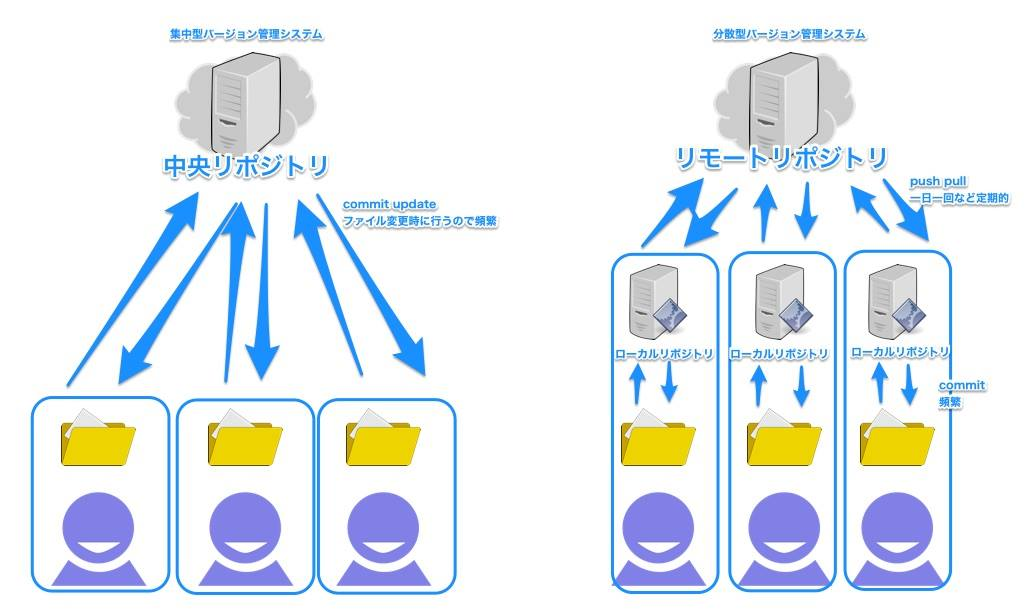 集中型バージョン管理システム
中央リポジトリ
commit update
ファイル変更時に行うので頻繁
分散型バージョン管理システム
リモートリポジトリ
push pull
一日一回など定期的
ローカルリポジトリ
ローカルリポジトリ
ローカルリポジトリ
commit
頻繁